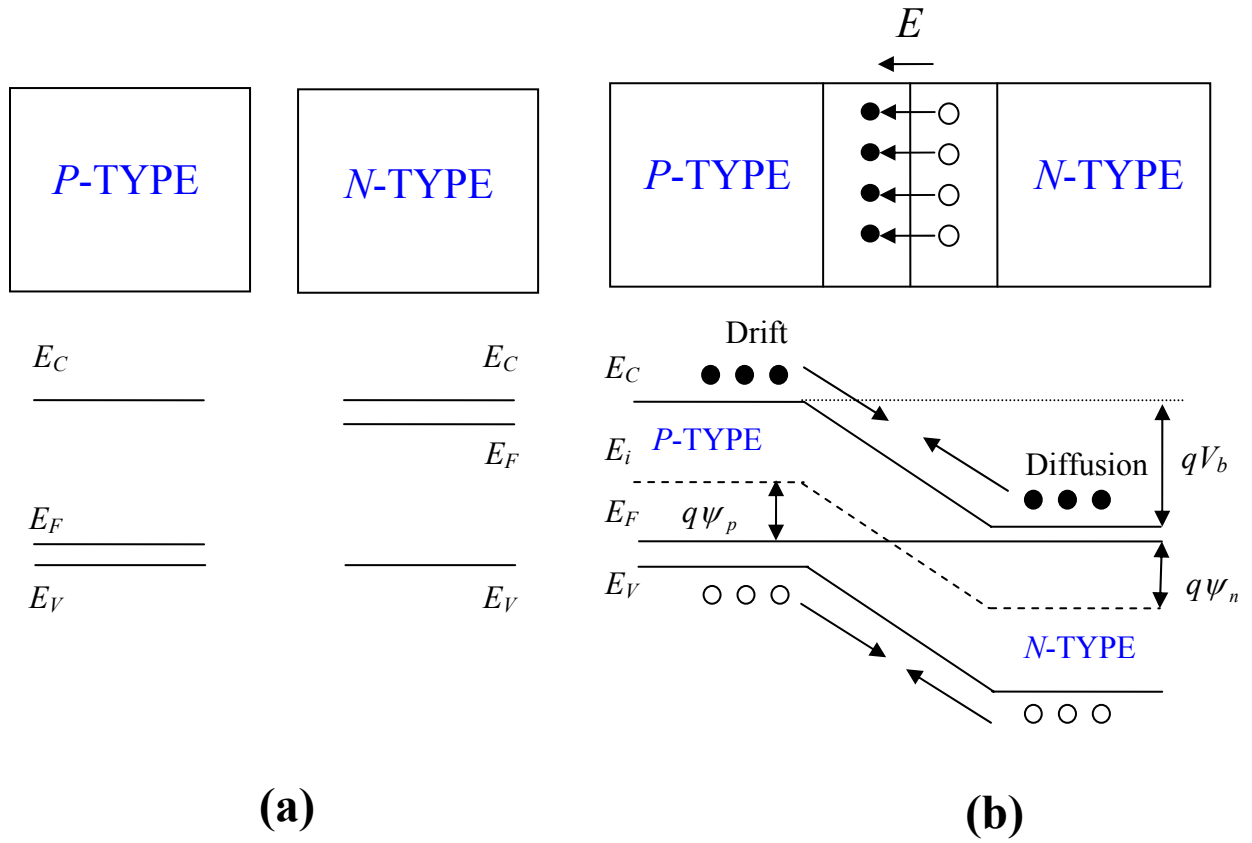 P-TYPE
N-TYPE
E_C
E_C
E_F
E_F
E_V
E_V
(a)
E
P-TYPE
N-TYPE
Drift
E_C
P-TYPE
E_i
Diffusion
qV_b
E_F
qψ_p
E_V
qψ_n
N-TYPE
(b)